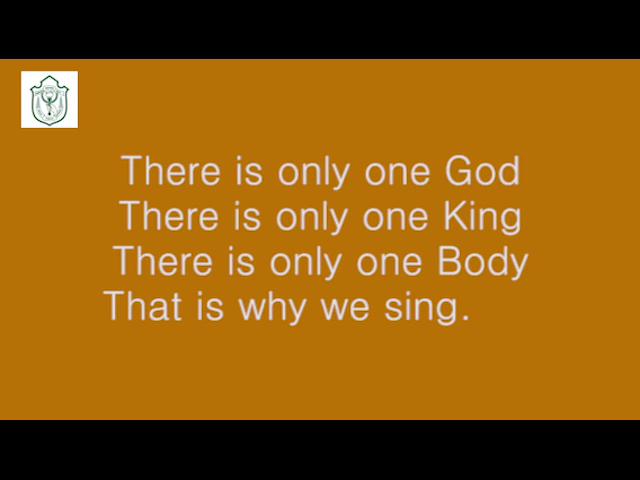 There is only one God
There is only one King
There is only one Body
That is why we sing.